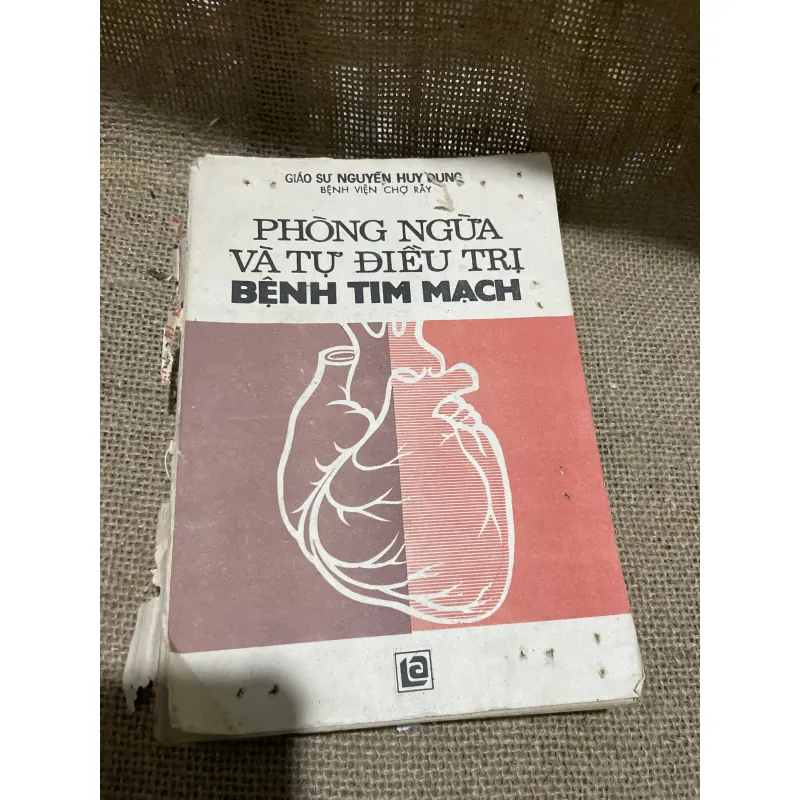 GIÁO SƯ NGUYỄN HUY DUNG
BỆNH VIỆN CHỢ RẪY
PHÒNG NGỪA
VÀ TỰ ĐIỀU TRỊ
BỆNH TIM MẠCH